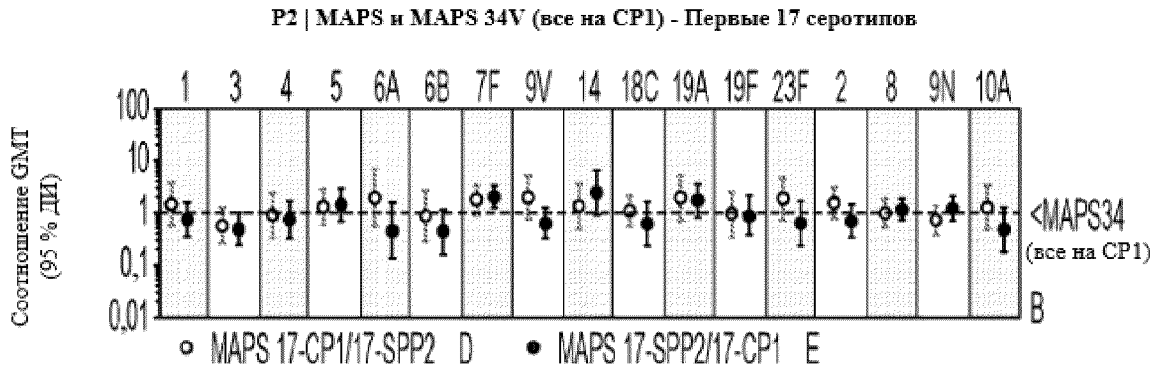 P2 | MAPS и MAPS 34V (все на CP1) - Первые 17 серотипов
1 3 4 5 6A 6B 7F 9V 14 18C 19A 19F 23F 2 8 9N 10A
Соотношение GMT
(95 % ДИ)
100
10
1
0,1
0,01
<MAPS34
(все на CP1)
B
MAPS 17-CP1/17-SPP2 D MAPS 17-SPP2/17-CP1 E